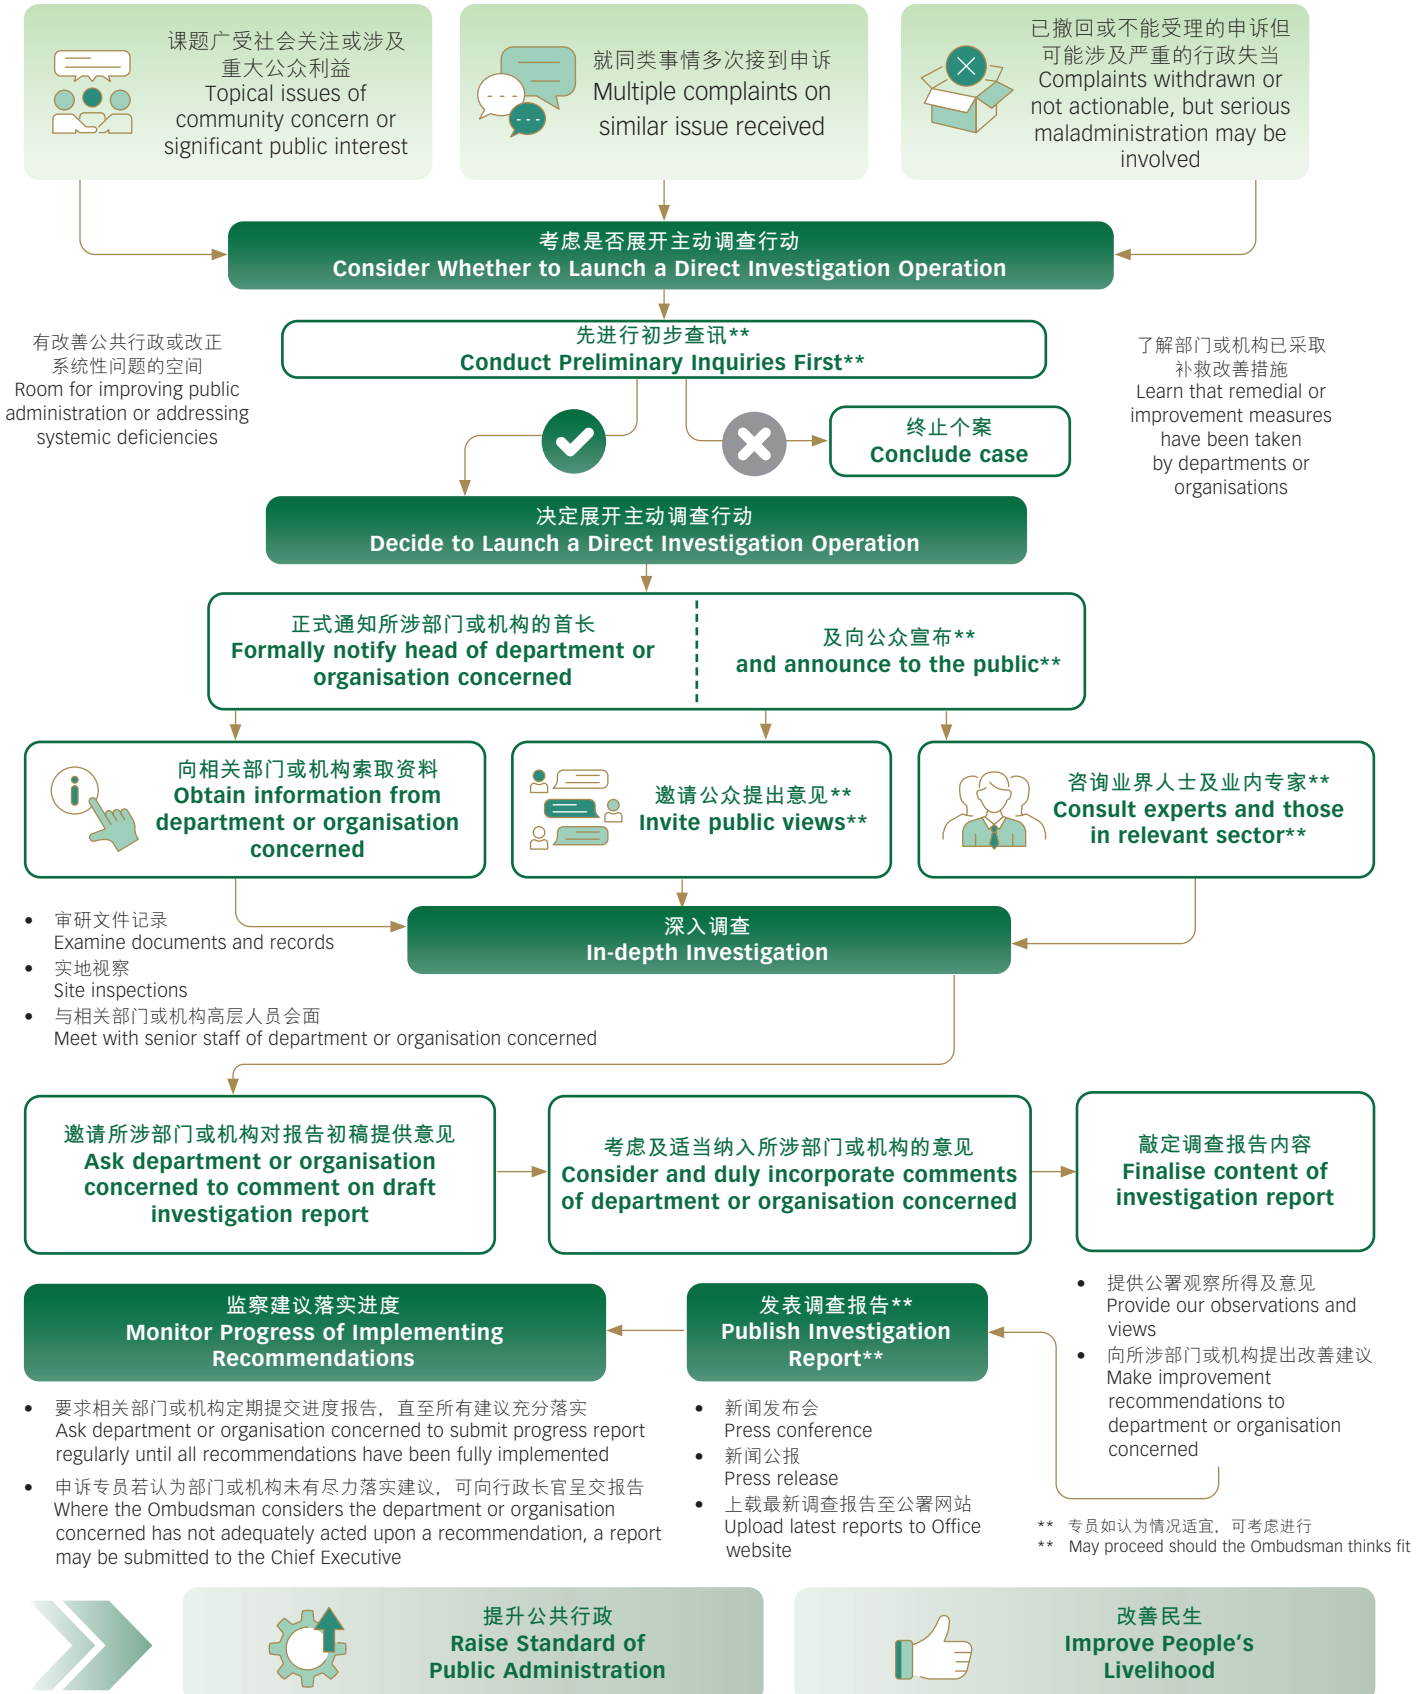 课题广受社会关注或涉及
重大公众利益
Topical issues of
community concern or
significant public interest
就同类事情多次接到申诉
Multiple complaints on
similar issue received
已撤回或不能受理的申诉但
可能涉及严重的行政失当
Complaints withdrawn or
not actionable, but serious
maladministration may be
involved
考虑是否展开主动调查行动
Consider Whether to Launch a Direct Investigation Operation
先进行初步查讯**
Conduct Preliminary Inquiries First**
有改善公共行政或改正
系统性问题的空间
Room for improving public
administration or addressing
systemic deficiencies
了解部门或机构已采取
补救改善措施
Learn that remedial or
improvement measures
have been taken
by departments or
organisations
终止个案
Conclude case
决定展开主动调查行动
Decide to Launch a Direct Investigation Operation
正式通知所涉部门或机构的首长
Formally notify head of department or
organisation concerned
及向公众宣布**
and announce to the public**
向相关部门或机构索取资料
Obtain information from
department or organisation
concerned
邀请公众提出意见**
Invite public views**
咨询业界人士及业内专家**
Consult experts and those
in relevant sector**
深入调查
In-depth Investigation
• 审研文件记录
Examine documents and records
• 实地视察
Site inspections
• 与相关部门或机构高层人员会面
Meet with senior staff of department or organisation concerned
邀请所涉部门或机构对报告初稿提供意见
Ask department or organisation
concerned to comment on draft
investigation report
考虑及适当纳入所涉部门或机构的意见
Consider and duly incorporate comments
of department or organisation concerned
敲定调查报告内容
Finalise content of
investigation report
• 提供公署观察所得及意见
Provide our observations and
views
• 向所涉部门或机构提出改善建议
Make improvement
recommendations to
department or organisation
concerned
发表调查报告**
Publish Investigation
Report**
• 新闻发布会
Press conference
• 新闻公报
Press release
• 上载最新调查报告至公署网站
Upload latest reports to Office
website
监察建议落实进度
Monitor Progress of Implementing
Recommendations
• 要求相关部门或机构定期提交进度报告，直至所有建议充分落实
Ask department or organisation concerned to submit progress report
regularly until all recommendations have been fully implemented
• 申诉专员若认为部门或机构未有尽力落实建议，可向行政长官呈交报告
Where the Ombudsman considers the department or organisation
concerned has not adequately acted upon a recommendation, a report
may be submitted to the Chief Executive
** 专员如认为情况适宜，可考虑进行
** May proceed should the Ombudsman thinks fit
提升公共行政
Raise Standard of
Public Administration
改善民生
Improve People's
Livelihood